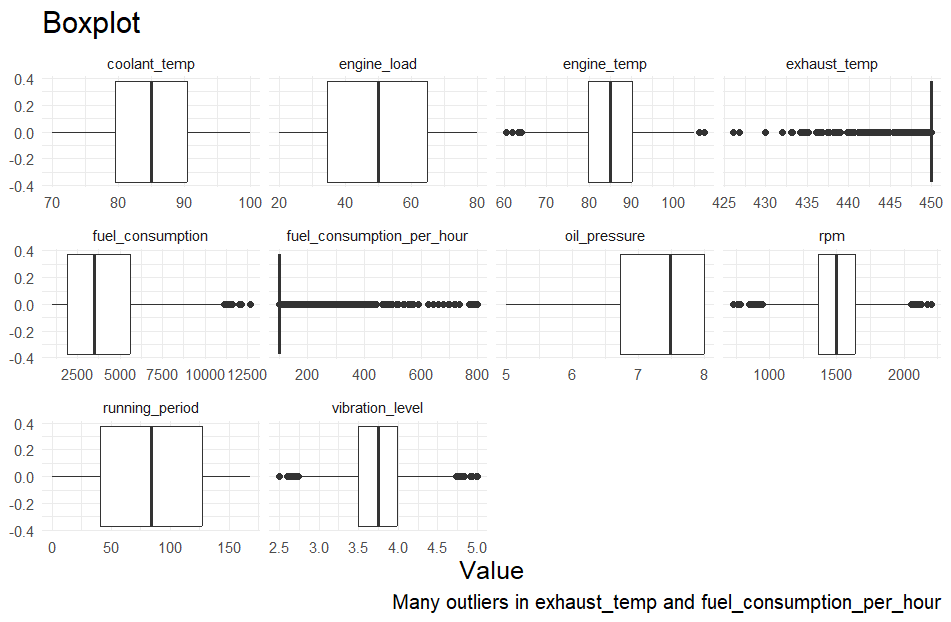 Boxplot
coolant_temp engine_load engine_temp exhaust_temp
0.4
0.2
0.0
-0.2
-0.4
70 80 90 100 20 40 60 80 60 70 80 90 100 425 430 435 440 445 450
fuel_consumption fuel_consumption_per_hour oil_pressure rpm
0.4
0.2
0.0
-0.2
-0.4
2500 5000 7500 10000 12500 200 400 600 800 5 6 7 8 1000 1500 2000
running_period vibration_level
0.4
0.2
0.0
-0.2
-0.4
0 50 100 150 2.5 3.0 3.5 4.0 4.5 5.0
Value
Many outliers in exhaust_temp and fuel_consumption_per_hour